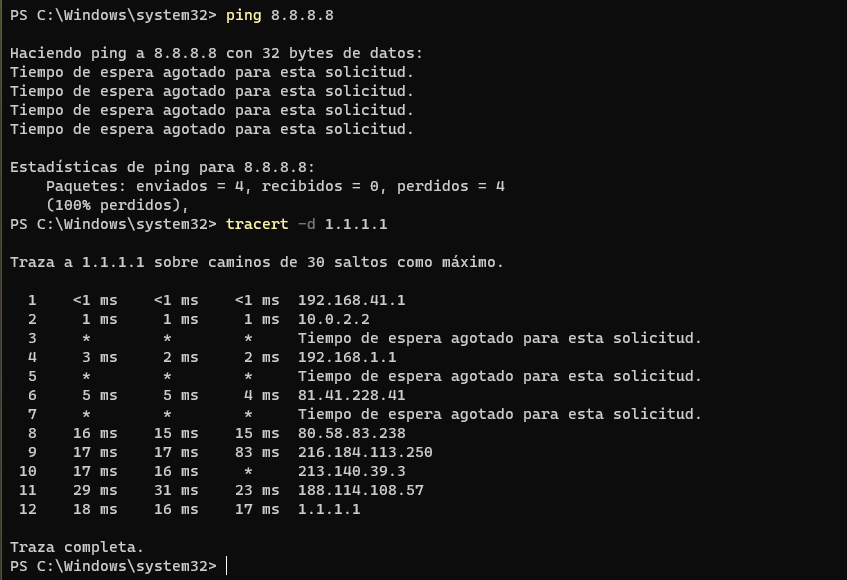 PS C:\Windows\system32> ping 8.8.8.8
Haciendo ping a 8.8.8.8 con 32 bytes de datos:
Tiempo de espera agotado para esta solicitud.
Tiempo de espera agotado para esta solicitud.
Tiempo de espera agotado para esta solicitud.
Tiempo de espera agotado para esta solicitud.
Estadísticas de ping para 8.8.8.8:
    Paquetes: enviados = 4, recibidos = 0, perdidos = 4
    (100% perdidos),
PS C:\Windows\system32> tracert -d 1.1.1.1
Traza a 1.1.1.1 sobre caminos de 30 saltos como máximo.
  1    <1 ms    <1 ms    <1 ms  192.168.41.1
  2     1 ms     1 ms     1 ms  10.0.2.2
  3     *        *        *     Tiempo de espera agotado para esta solicitud.
  4     3 ms     2 ms     2 ms  192.168.1.1
  5     *        *        *     Tiempo de espera agotado para esta solicitud.
  6     5 ms     5 ms     4 ms  81.41.228.41
  7     *        *        *     Tiempo de espera agotado para esta solicitud.
  8    16 ms    15 ms    15 ms  80.58.83.238
  9    17 ms    17 ms    83 ms  216.184.113.250
 10    17 ms    16 ms     *     213.140.39.3
 11    29 ms    31 ms    23 ms  188.114.108.57
 12    18 ms    16 ms    17 ms  1.1.1.1
Traza completa.
PS C:\Windows\system32>